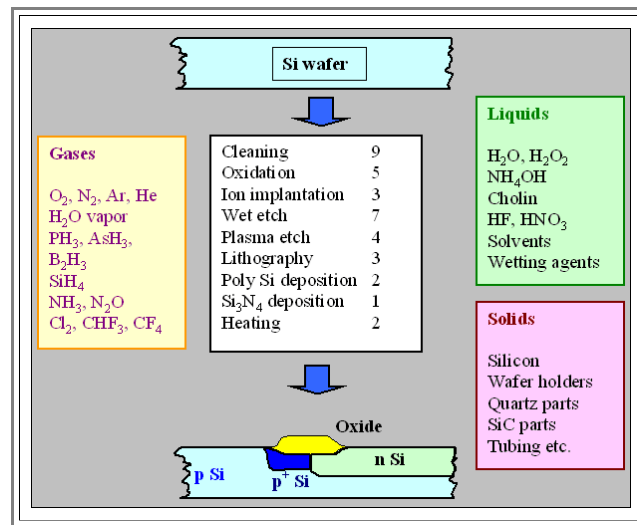 Si wafer
Gases
O₂, N₂, Ar, He
H₂O vapor
PH₃, AsH₃,
B₂H₃
SiH₄
NH₃, N₂O
Cl₂, CHF₃, CF₄
Cleaning 9
Oxidation 5
Ion implantation 3
Wet etch 7
Plasma etch 4
Lithography 3
Poly Si deposition 2
Si₃N₄ deposition 1
Heating 2
Liquids
H₂O, H₂O₂
NH₄OH
Cholin
HF, HNO₃
Solvents
Wetting agents
Solids
Silicon
Wafer holders
Quartz parts
SiC parts
Tubing etc.
Oxide
p Si
p⁺ Si
n Si